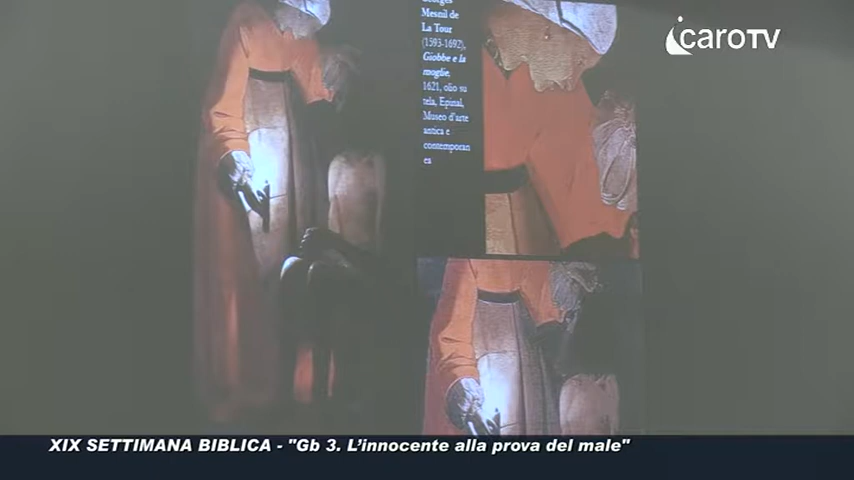 Georges
Mesnil de
La Tour
(1593-1692),
Giobbe e la
moglie,
1621, olio su
tela, Epinal,
Museo d'arte
antica e
contemporan
ea
icaroTV
XIX SETTIMANA BIBLICA - "Gb 3. L'innocente alla prova del male"